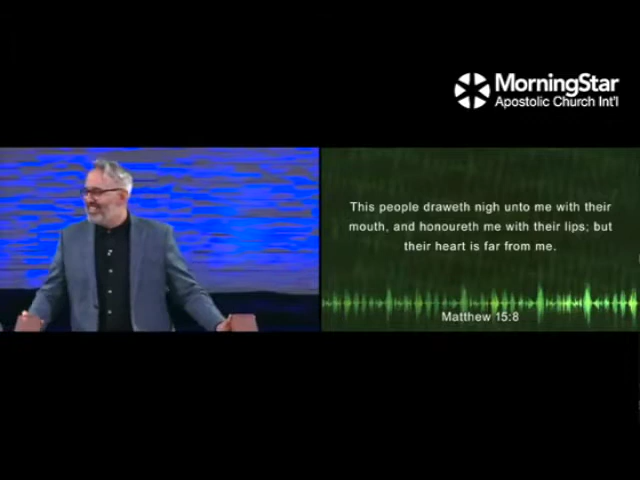 MorningStar
Apostolic Church Int'l
This people draweth nigh unto me with their
mouth, and honoureth me with their lips; but
their heart is far from me.
Matthew 15:8